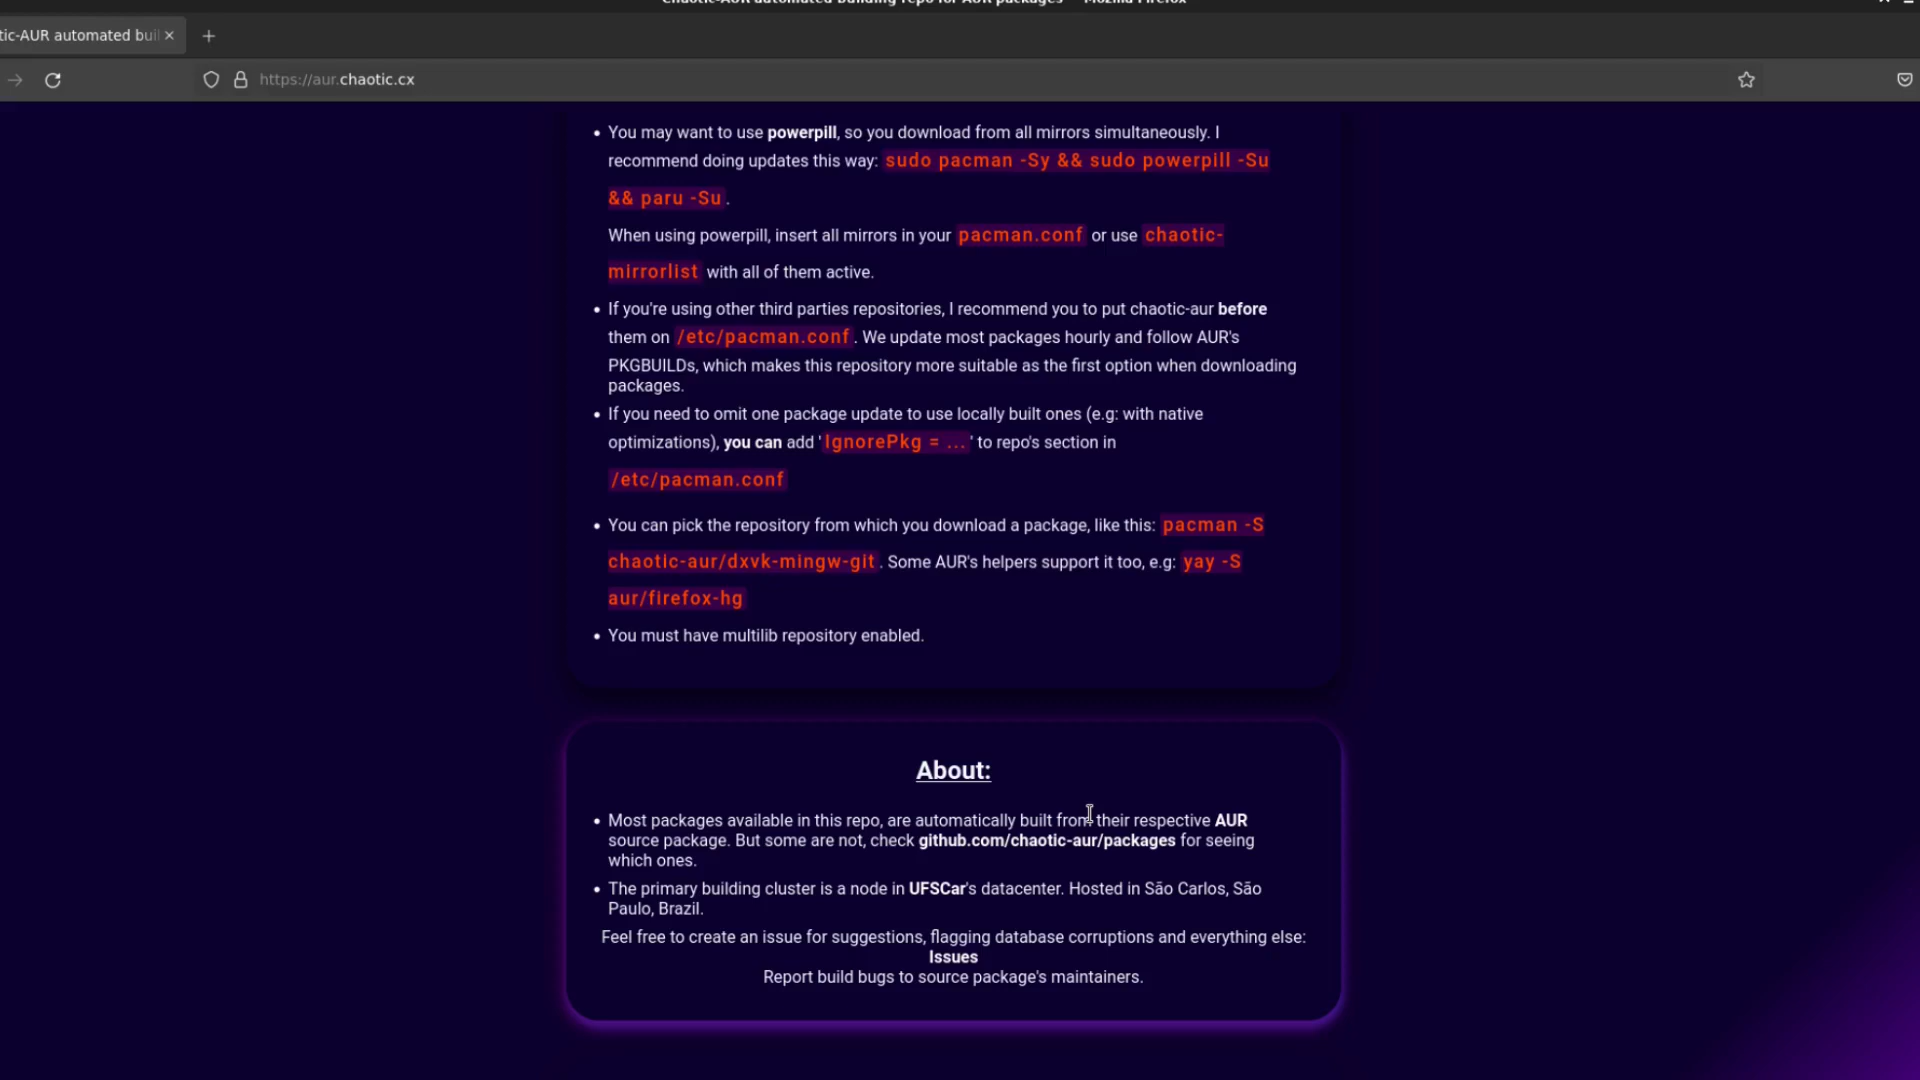 Chaotic-AUR automated building repo for AUR packages — Mozilla Firefox
tic-AUR automated bui
https://aur.chaotic.cx
• You may want to use powerpill, so you download from all mirrors simultaneously. I
recommend doing updates this way: sudo pacman -Sy && sudo powerpill -Su
&& paru -Su.
When using powerpill, insert all mirrors in your pacman.conf or use chaotic-
mirrorlist with all of them active.
• If you're using other third parties repositories, I recommend you to put chaotic-aur before
them on /etc/pacman.conf. We update most packages hourly and follow AUR's
PKGBUILDs, which makes this repository more suitable as the first option when downloading
packages.
• If you need to omit one package update to use locally built ones (e.g: with native
optimizations), you can add 'IgnorePkg = ...' to repo's section in
/etc/pacman.conf
• You can pick the repository from which you download a package, like this: pacman -S
chaotic-aur/dxvk-mingw-git. Some AUR's helpers support it too, e.g: yay -S
aur/firefox-hg
• You must have multilib repository enabled.
About:
• Most packages available in this repo, are automatically built from their respective AUR
source package. But some are not, check github.com/chaotic-aur/packages for seeing
which ones.
• The primary building cluster is a node in UFSCar's datacenter. Hosted in São Carlos, São
Paulo, Brazil.
Feel free to create an issue for suggestions, flagging database corruptions and everything else:
Issues
Report build bugs to source package's maintainers.